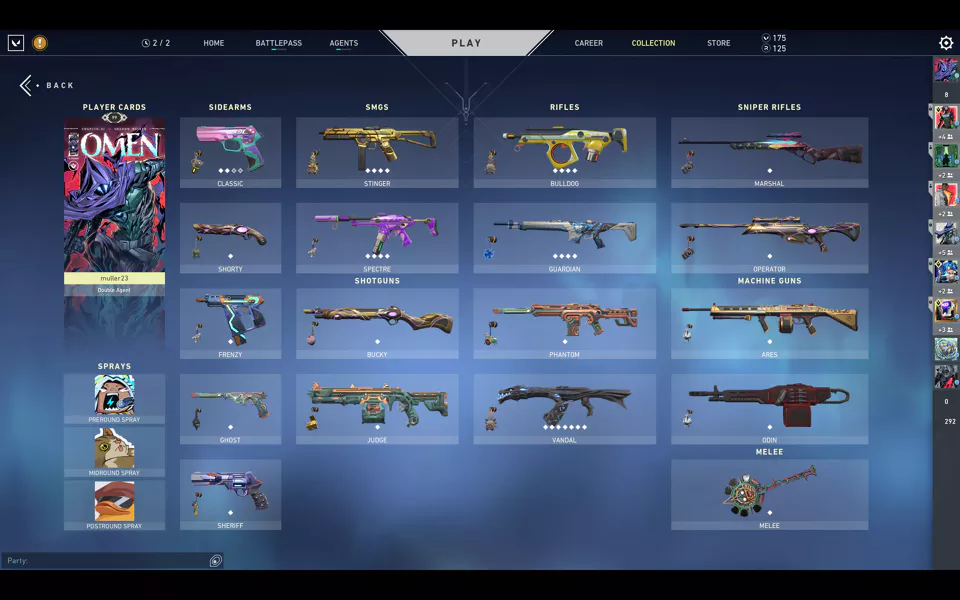 2 / 2
HOME
BATTLEPASS
AGENTS
PLAY
CAREER
COLLECTION
STORE
175
125
BACK
PLAYER CARDS
SIDEARMS
SMGS
RIFLES
SNIPER RIFLES
OMEN
muller23
Double Agent
CLASSIC
STINGER
BULLDOG
MARSHAL
SHORTY
SPECTRE
GUARDIAN
OPERATOR
SHOTGUNS
MACHINE GUNS
FRENZY
BUCKY
PHANTOM
ARES
SPRAYS
PREROUND SPRAY
GHOST
JUDGE
VANDAL
ODIN
MELEE
MIDROUND SPRAY
POSTROUND SPRAY
SHERIFF
MELEE
8
+4
+2
+2
+5
+2
+3
0
292
Party: